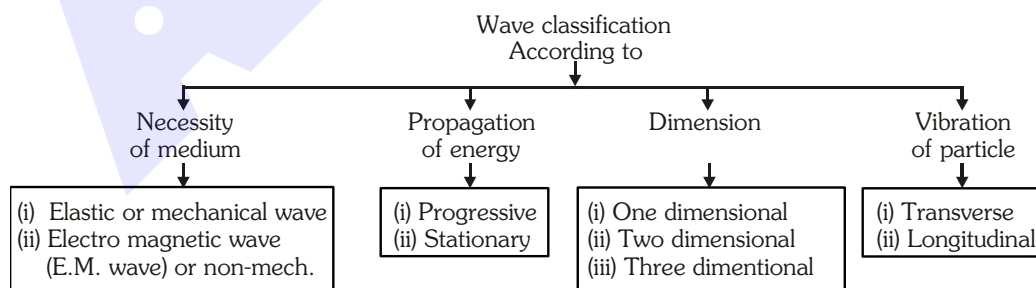 Wave classification
According to
Necessity
of medium
Propagation
of energy
Dimension
Vibration
of particle
(i) Elastic or mechanical wave
(ii) Electro magnetic wave
(E.M. wave) or non-mech.
(i) Progressive
(ii) Stationary
(i) One dimensional
(ii) Two dimensional
(iii) Three dimentional
(i) Transverse
(ii) Longitudinal